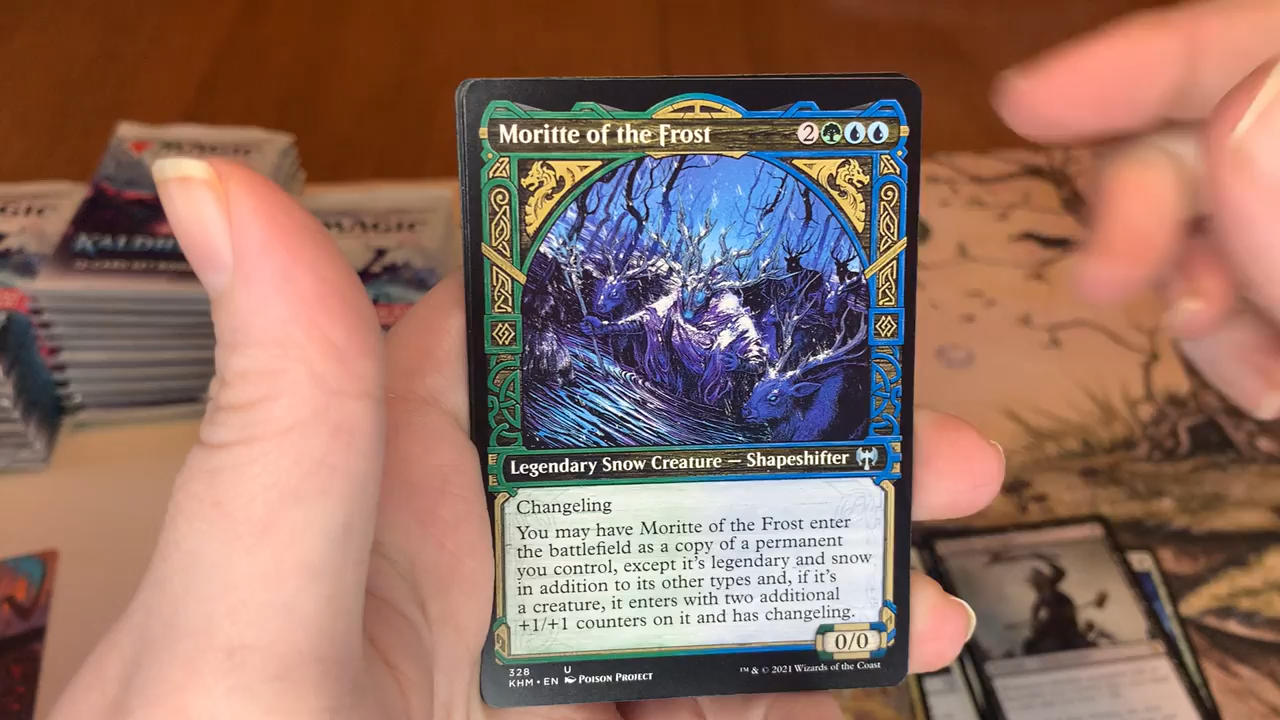 MAGIC
Moritte of the Frost 2
Legendary Snow Creature — Shapeshifter
Changeling
You may have Moritte of the Frost enter
the battlefield as a copy of a permanent
you control, except it's legendary and snow
in addition to its other types and, if it's
a creature, it enters with two additional
+1/+1 counters on it and has changeling.
0/0
328 U
KHM • EN POISON PROJECT
™ & © 2021 Wizards of the Coast